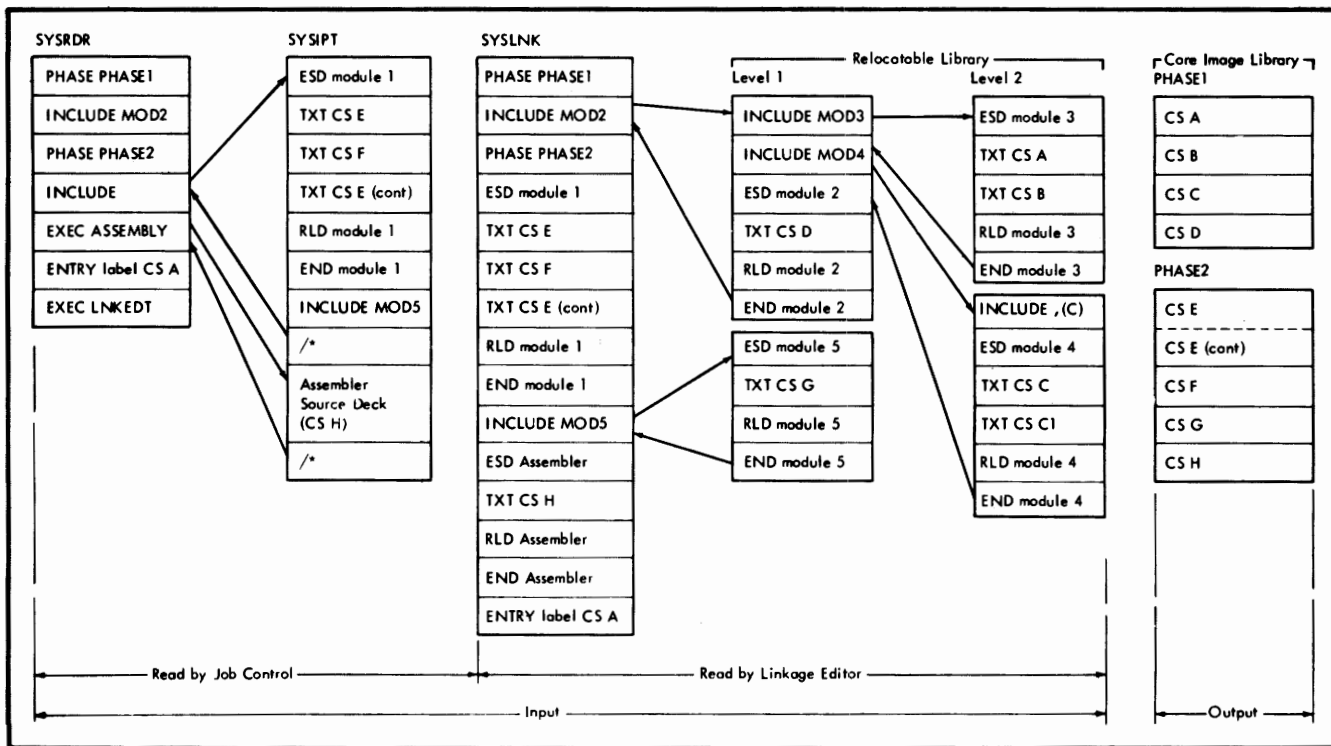 SYSRDR
PHASE PHASE1
INCLUDE MOD2
PHASE PHASE2
INCLUDE
EXEC ASSEMBLY
ENTRY label CS A
EXEC LNKEDT
SYSIPT
ESD module 1
TXT CS E
TXT CS F
TXT CS E (cont)
RLD module 1
END module 1
INCLUDE MOD5
/*
Assembler
Source Deck
(CS H)
/*
SYSLNK
PHASE PHASE1
INCLUDE MOD2
PHASE PHASE2
ESD module 1
TXT CS E
TXT CS F
TXT CS E (cont)
RLD module 1
END module 1
INCLUDE MOD5
ESD Assembler
TXT CS H
RLD Assembler
END Assembler
ENTRY label CS A
Relocatable Library
Level 1
INCLUDE MOD3
INCLUDE MOD4
ESD module 2
TXT CS D
RLD module 2
END module 2
ESD module 5
TXT CS G
RLD module 5
END module 5
Level 2
ESD module 3
TXT CS A
TXT CS B
RLD module 3
END module 3
INCLUDE ,(C)
ESD module 4
TXT CS C
TXT CS C1
RLD module 4
END module 4
Core Image Library
PHASE1
CS A
CS B
CS C
CS D
PHASE2
CS E
CS E (cont)
CS F
CS G
CS H
Read by Job Control
Read by Linkage Editor
Input
Output